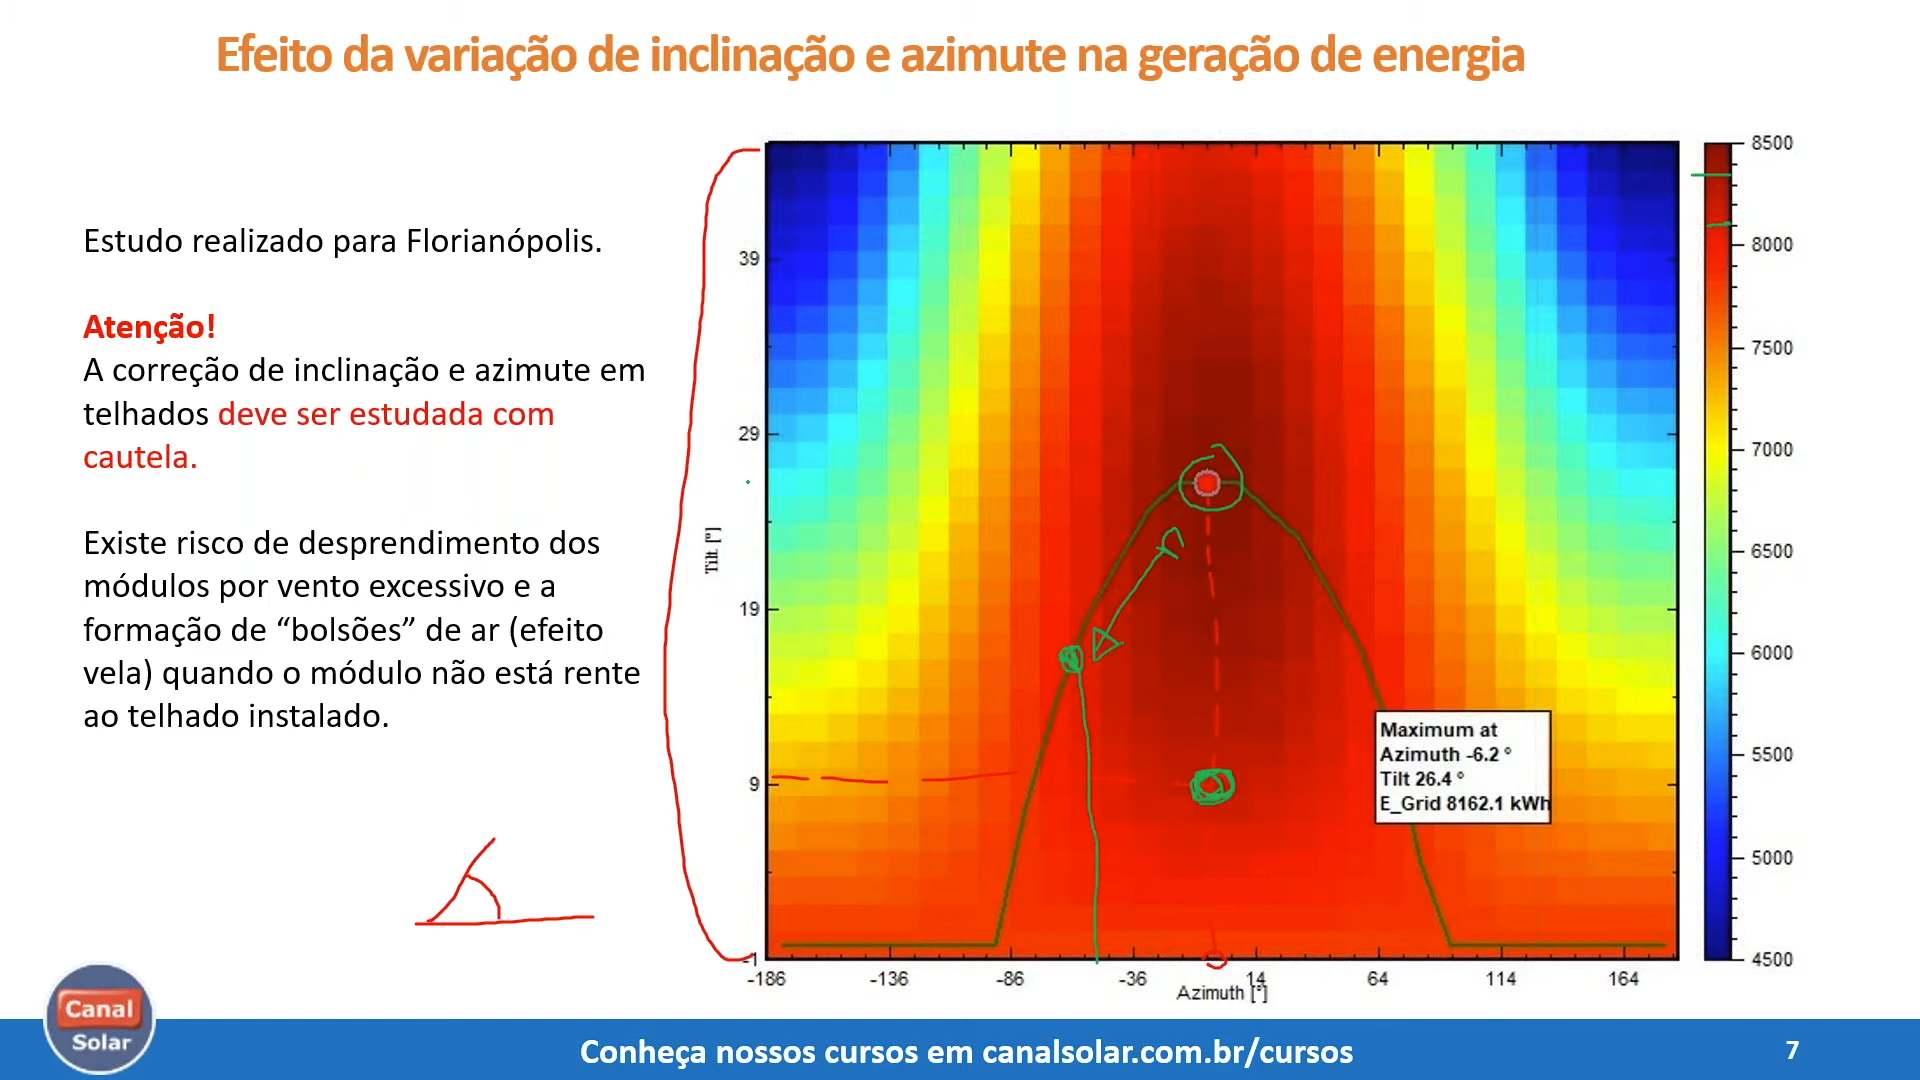 Efeito da variação de inclinação e azimute na geração de energia
Estudo realizado para Florianópolis.
Atenção!
A correção de inclinação e azimute em
telhados deve ser estudada com
cautela.
Existe risco de desprendimento dos
módulos por vento excessivo e a
formação de “bolsões” de ar (efeito
vela) quando o módulo não está rente
ao telhado instalado.
Tilt [°]
39
29
19
9
-1
-186
-136
-86
-36
14
64
114
164
Azimuth [°]
Maximum at
Azimuth -6.2 °
Tilt 26.4 °
E_Grid 8162.1 kWh
8500
8000
7500
7000
6500
6000
5500
5000
4500
Canal
Solar
Conheça nossos cursos em canalsolar.com.br/cursos
7